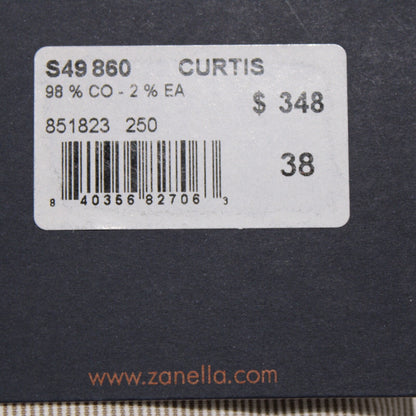 S49 860 CURTIS
98 % CO - 2 % EA
$ 348
851823 250
38
8 40356 82706 3
www.zanella.com